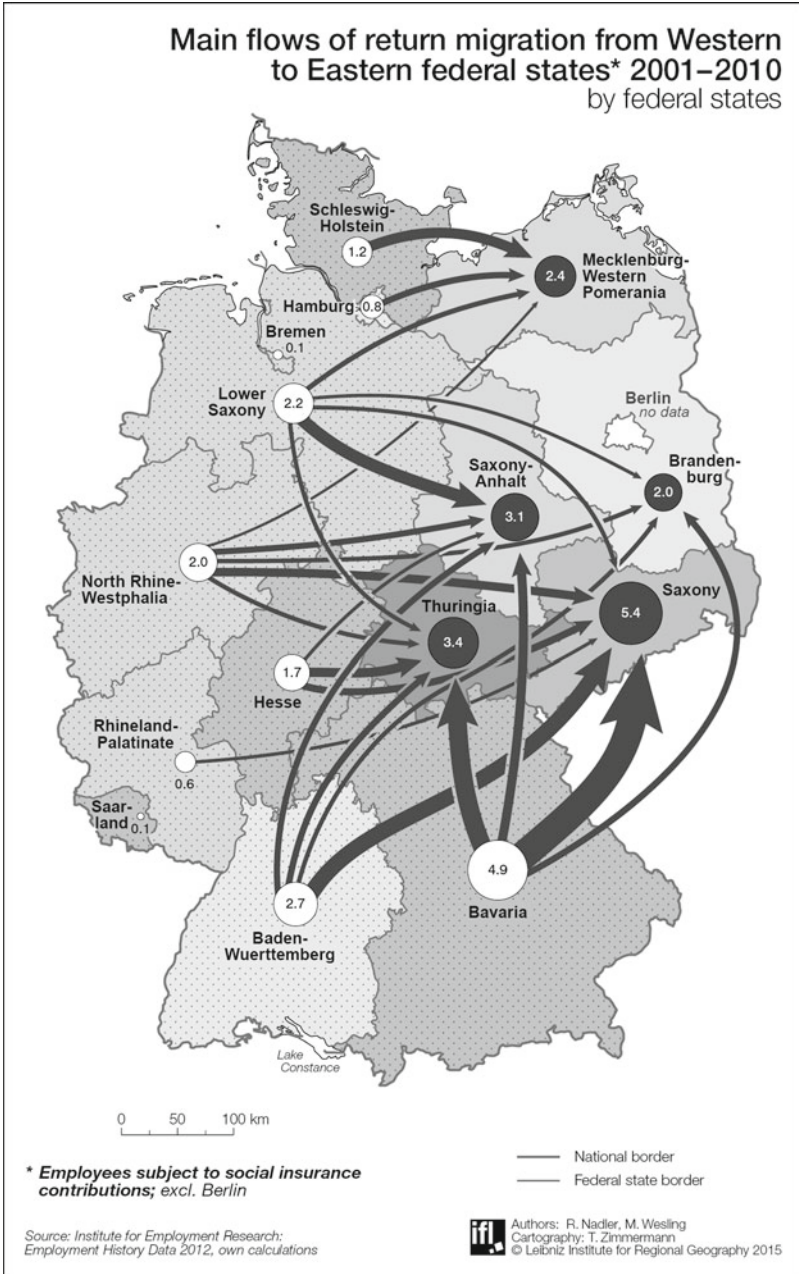 Main flows of return migration from Western
to Eastern federal states* 2001–2010
by federal states
Schleswig-
Holstein
1.2
Mecklenburg-
Western
Pomerania
2.4
Hamburg
0.8
Bremen
0.1
Lower
Saxony
2.2
Berlin
no data
Saxony-
Anhalt
3.1
Branden-
burg
2.0
2.0
North Rhine-
Westphalia
Thuringia
3.4
Saxony
5.4
1.7
Hesse
Rhineland-
Palatinate
0.6
Saar-
land
0.1
4.9
Bavaria
2.7
Baden-
Wuerttemberg
Lake
Constance
0 50 100 km
* Employees subject to social insurance
contributions; excl. Berlin
National border
Federal state border
Source: Institute for Employment Research:
Employment History Data 2012, own calculations
ifl
Authors: R. Nadler, M. Wesling
Cartography: T. Zimmermann
© Leibniz Institute for Regional Geography 2015